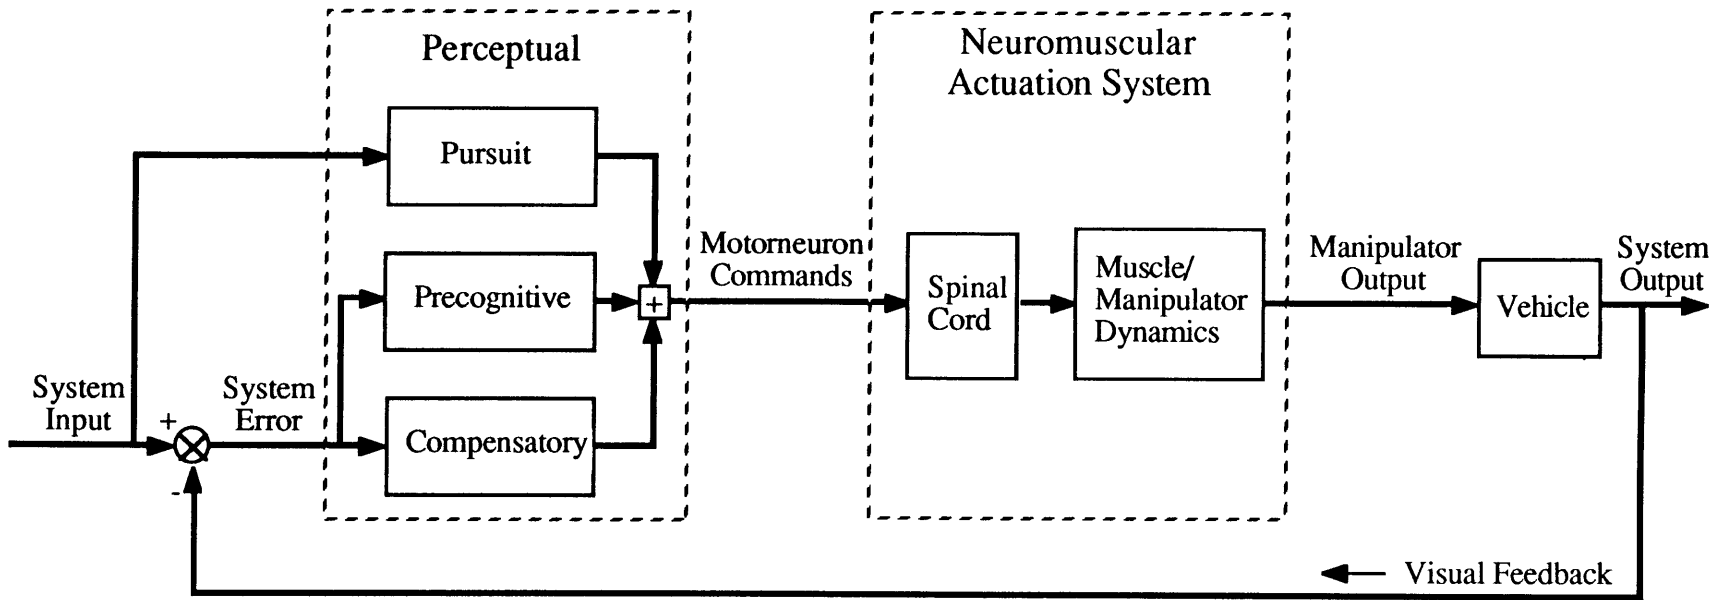 Perceptual
Neuromuscular
Actuation System
Pursuit
Precognitive
Compensatory
System
Input
+
-
System
Error
+
Motorneuron
Commands
Spinal
Cord
Muscle/
Manipulator
Dynamics
Manipulator
Output
Vehicle
System
Output
Visual Feedback